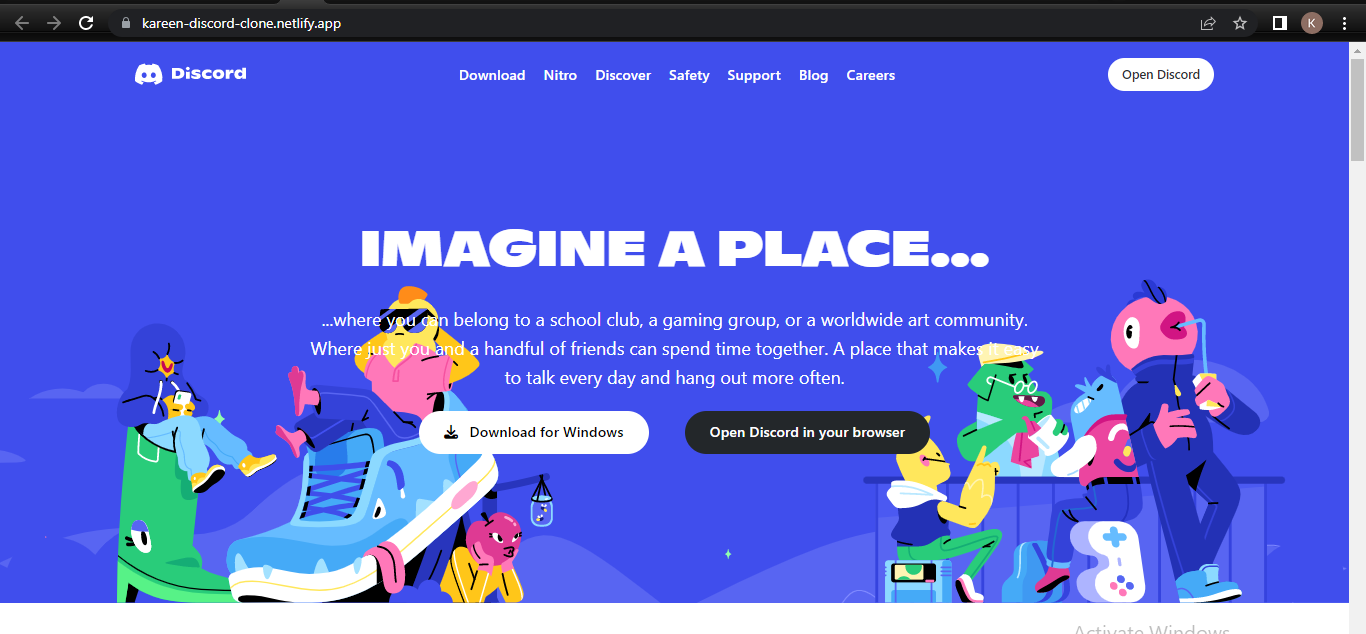 kareen-discord-clone.netlify.app
K
Discord
Download Nitro Discover Safety Support Blog Careers
Open Discord
IMAGINE A PLACE...
...where you can belong to a school club, a gaming group, or a worldwide art community.
Where just you and a handful of friends can spend time together. A place that makes it easy
to talk every day and hang out more often.
Download for Windows
Open Discord in your browser
Activate Windows